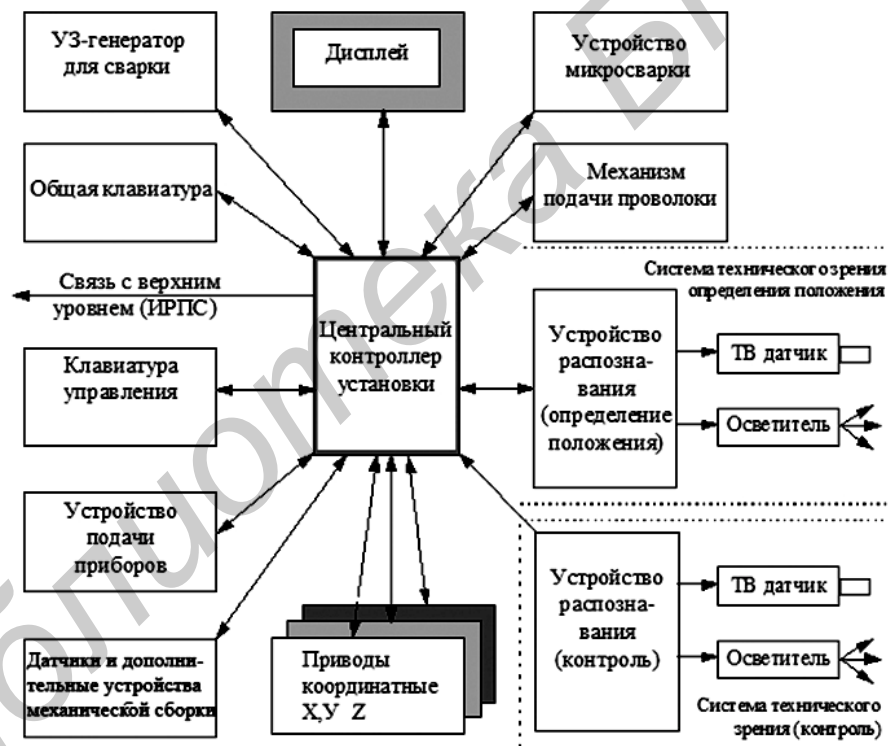 УЗ-генератор
для сварки
Дисплей
Устройство
микросварки
Общая клавиатура
Механизм
подачи проволоки
Связь с верхним
уровнем (ИРПС)
Центральный
контроллер
установки
Система технического зрения
определения положения
Устройство
распозна-
вания
(определение
положения)
ТВ датчик
Осветитель
Клавиатура
управления
Устройство
подачи
приборов
Датчики и дополни-
тельные устройства
механической сборки
Приводы
координатные
Х,У Z
Устройство
распозна-
вания
(контроль)
ТВ датчик
Осветитель
Система технического
зрения (контроль)
блиотека Б